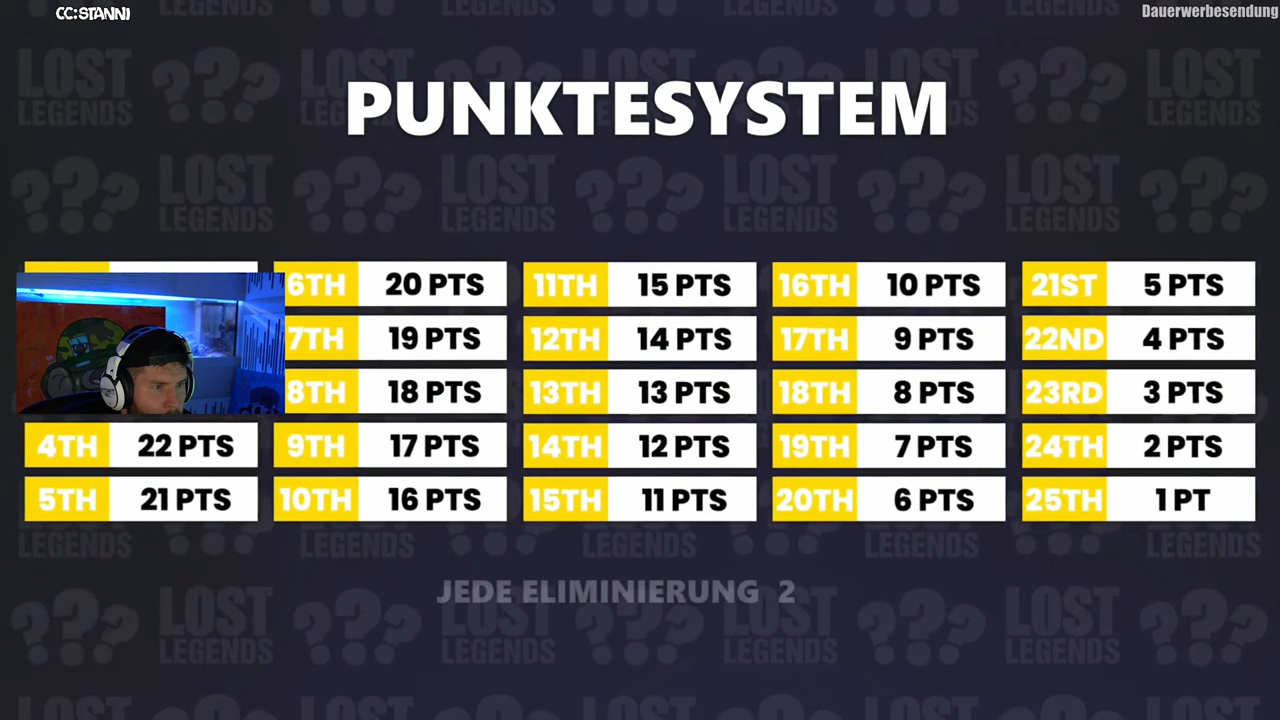 CC:STANNI
Dauerwerbesendung
PUNKTESYSTEM
6TH 20 PTS 11TH 15 PTS 16TH 10 PTS 21ST 5 PTS
7TH 19 PTS 12TH 14 PTS 17TH 9 PTS 22ND 4 PTS
8TH 18 PTS 13TH 13 PTS 18TH 8 PTS 23RD 3 PTS
4TH 22 PTS 9TH 17 PTS 14TH 12 PTS 19TH 7 PTS 24TH 2 PTS
5TH 21 PTS 10TH 16 PTS 15TH 11 PTS 20TH 6 PTS 25TH 1 PT
JEDE ELIMINIERUNG 2
LOST LEGENDS ???